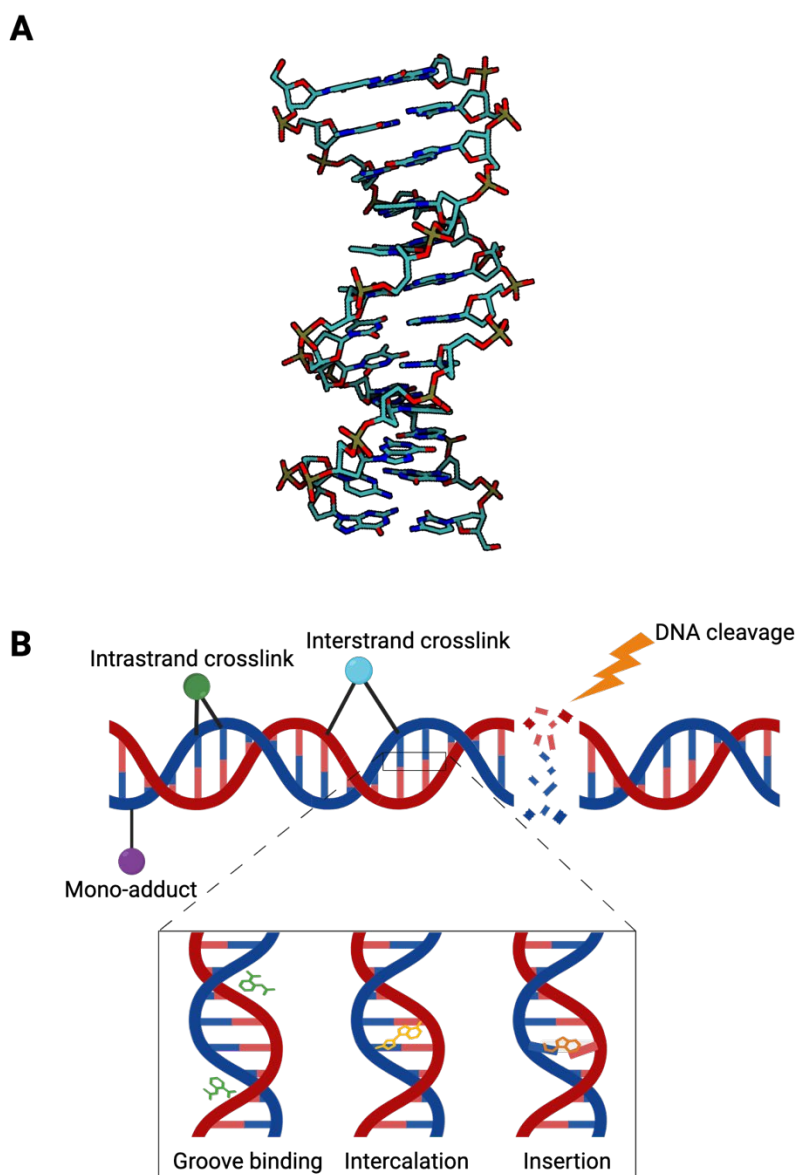 A
B
DNA cleavage
Interstrand crosslink
Intrastrand crosslink
Mono-adduct
Groove binding
Intercalation
Insertion